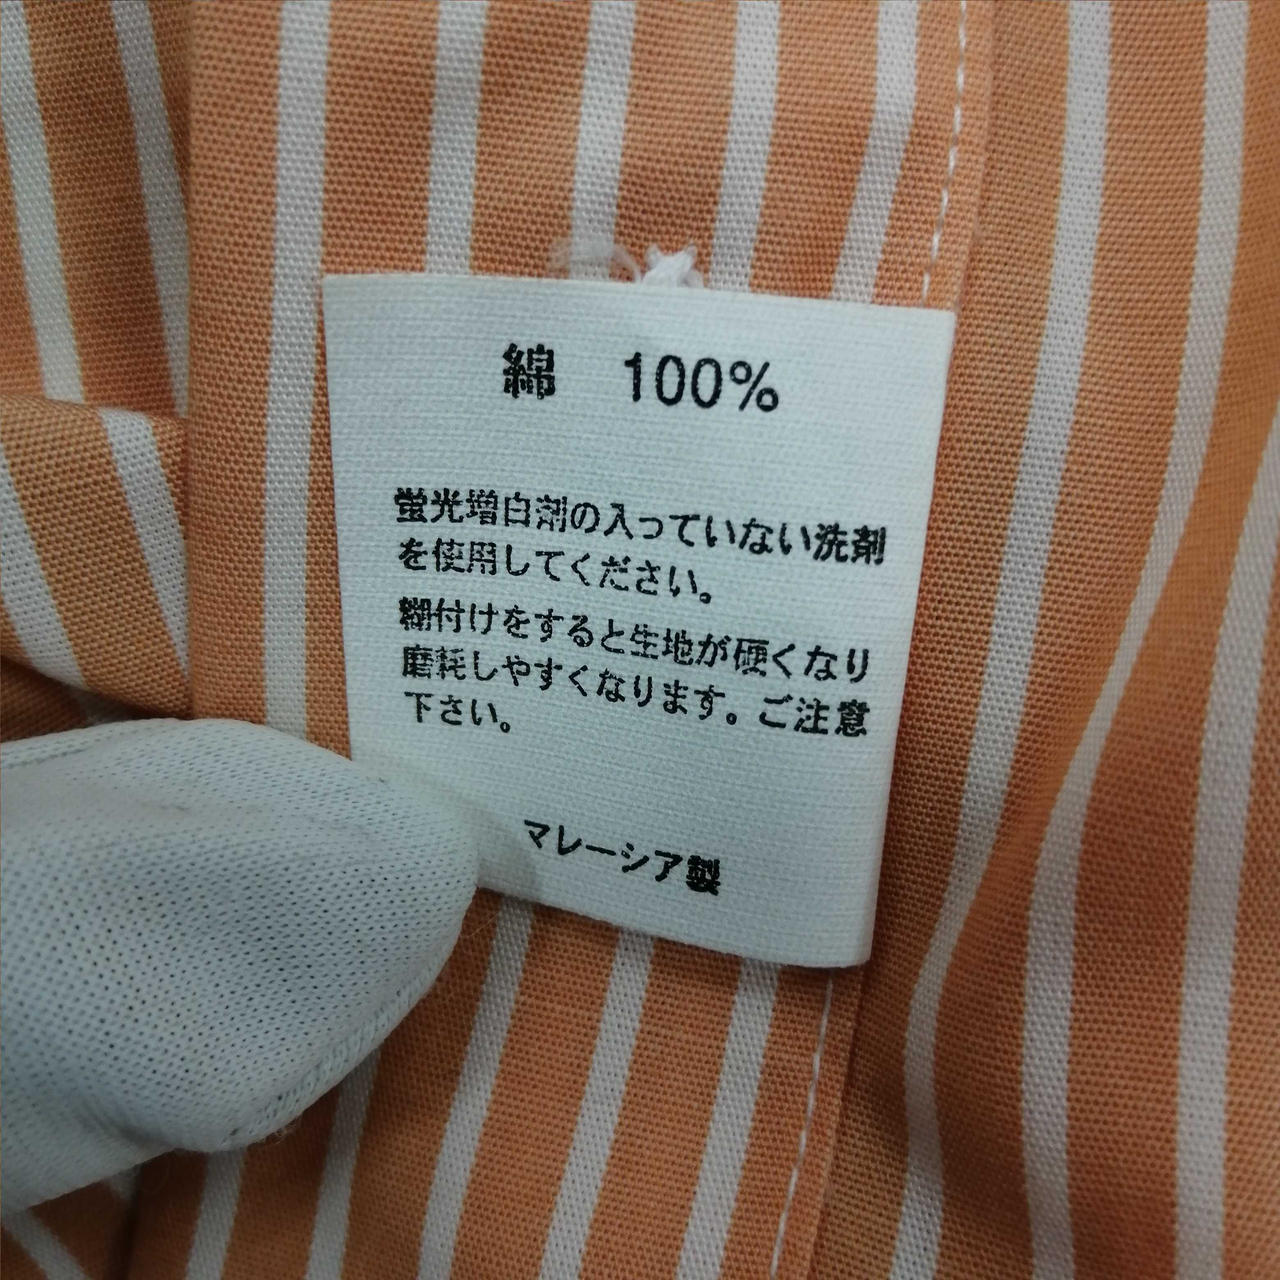 綿 100%
蛍光増白剤の入っていない洗剤
を使用してください。
糊付けをすると生地が硬くなり
磨耗しやすくなります。ご注意
下さい。
マレーシア製